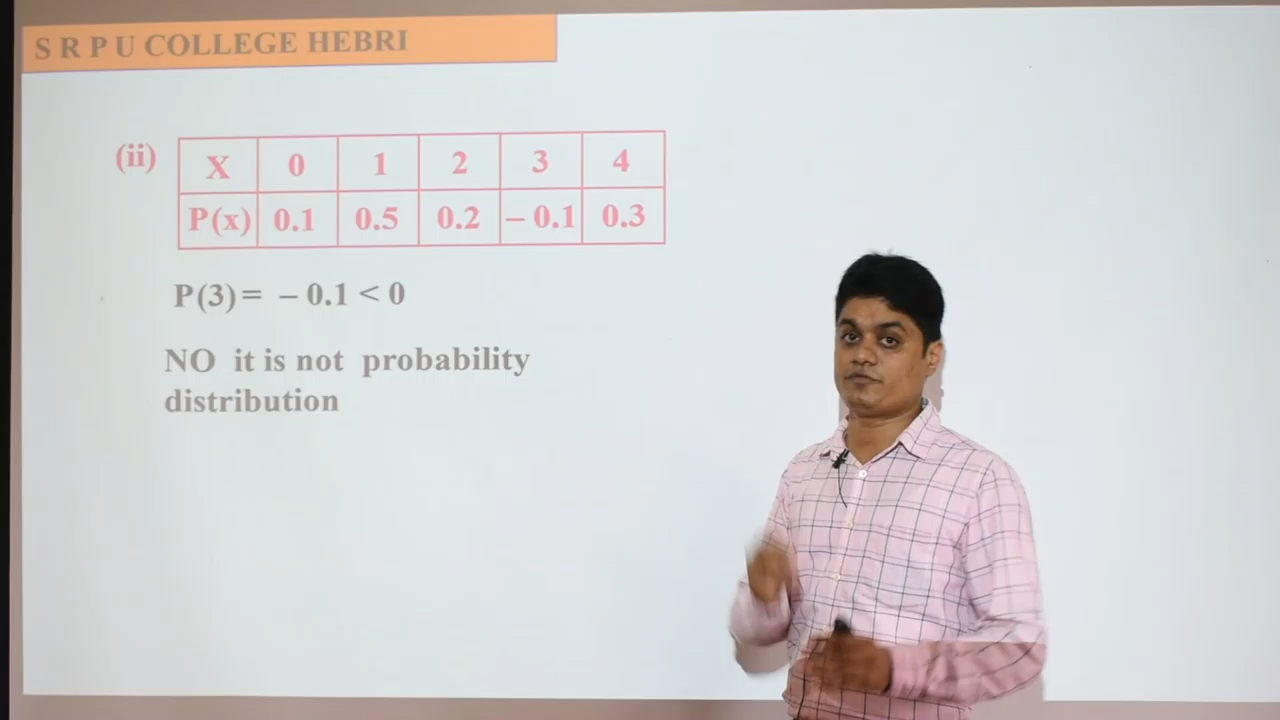 S R P U COLLEGE HEBRI
(ii) X 0 1 2 3 4
P(x) 0.1 0.5 0.2 – 0.1 0.3
P(3) = – 0.1 < 0
NO it is not probability
distribution